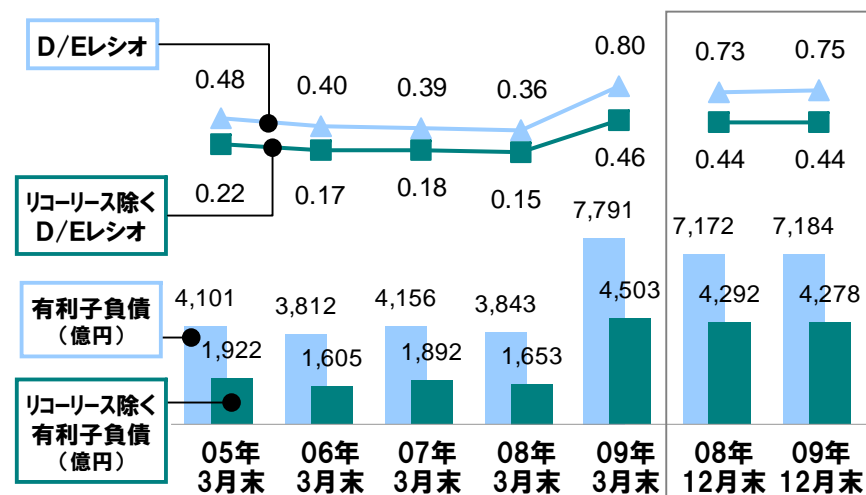 D/Eレシオ
0.48
0.40
0.39
0.36
0.80
0.73
0.75
リコーリース除く
D/Eレシオ
0.22
0.17
0.18
0.15
0.46
0.44
0.44
有利子負債
（億円）
4,101
3,812
4,156
3,843
7,791
7,172
7,184
リコーリース除く
有利子負債
（億円）
1,922
1,605
1,892
1,653
4,503
4,292
4,278
05年
3月末
06年
3月末
07年
3月末
08年
3月末
09年
3月末
08年
12月末
09年
12月末